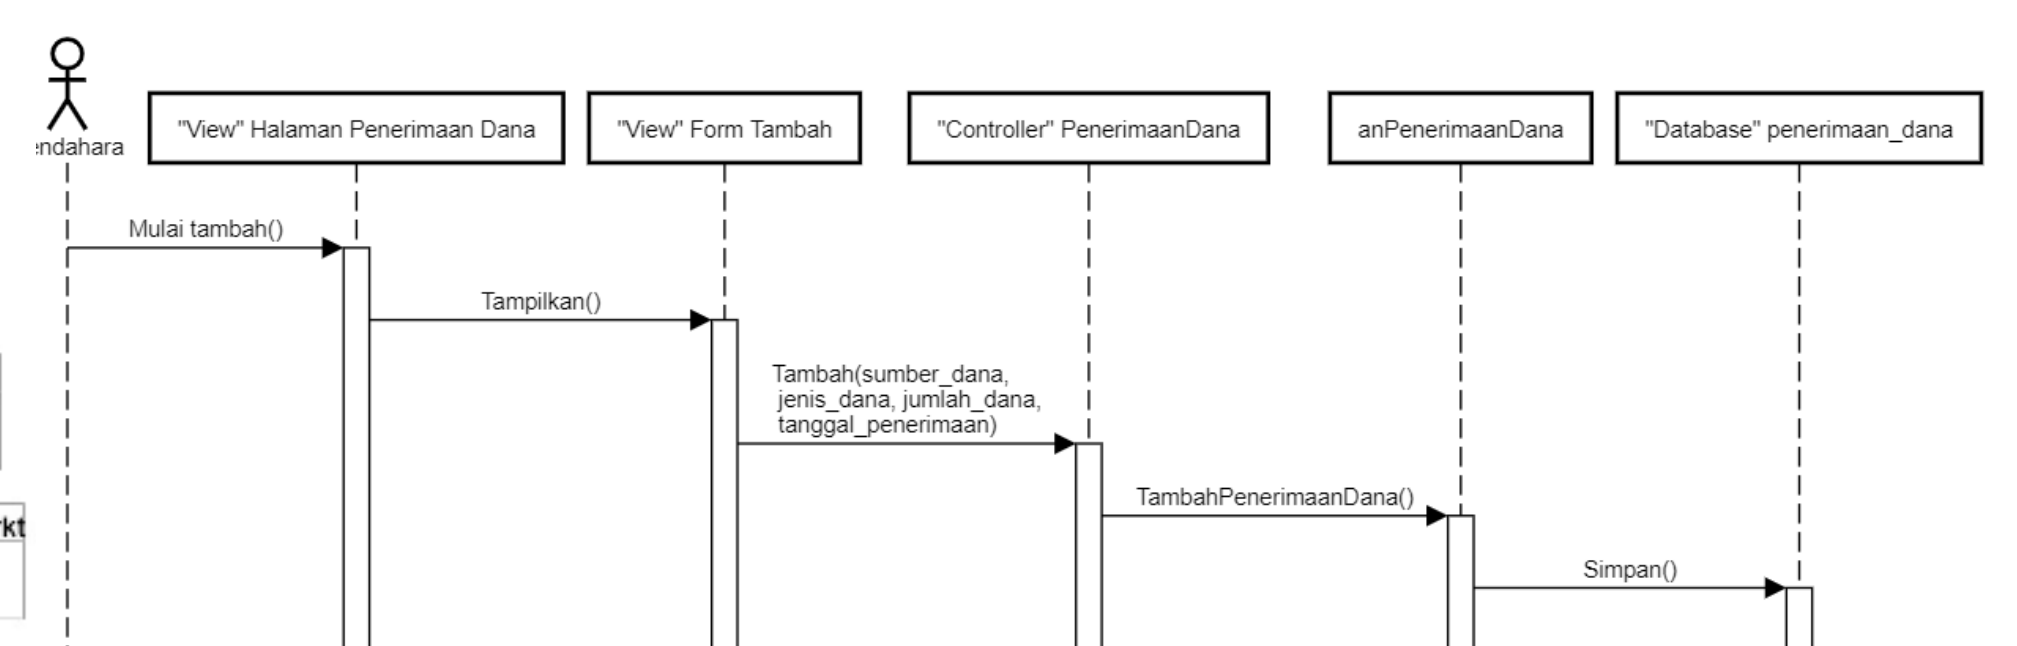 endahara
"View" Halaman Penerimaan Dana
"View" Form Tambah
"Controller" PenerimaanDana
anPenerimaanDana
"Database" penerimaan_dana
Mulai tambah()
Tampilkan()
Tambah(sumber_dana,
jenis_dana, jumlah_dana,
tanggal_penerimaan)
TambahPenerimaanDana()
rkt
Simpan()